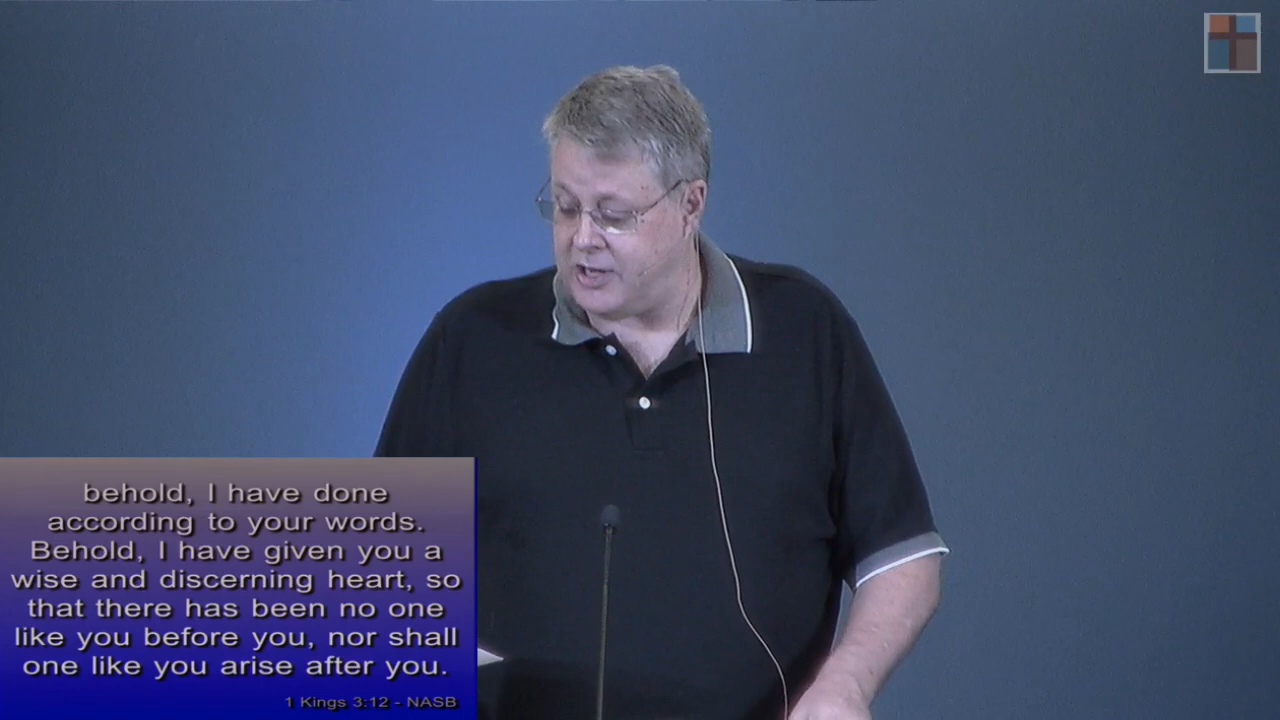 behold, I have done
according to your words.
Behold, I have given you a
wise and discerning heart, so
that there has been no one
like you before you, nor shall
one like you arise after you.
1 Kings 3:12 - NASB